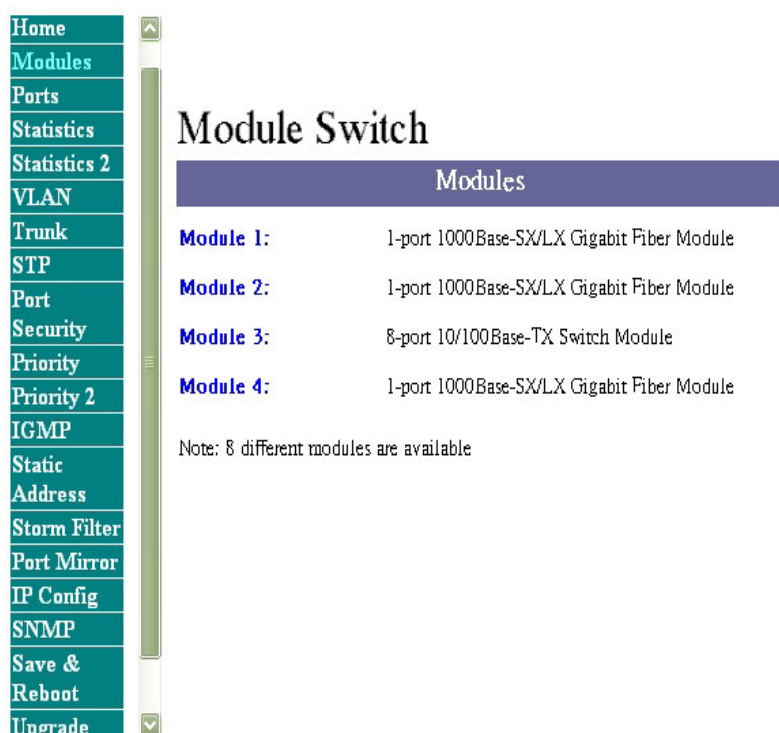 Home
Modules
Ports
Statistics
Statistics 2
VLAN
Trunk
STP
Port
Security
Priority
Priority 2
IGMP
Static
Address
Storm Filter
Port Mirror
IP Config
SNMP
Save &
Reboot
Upgrade
Module Switch
Modules
Module 1: 1-port 1000Base-SX/LX Gigabit Fiber Module
Module 2: 1-port 1000Base-SX/LX Gigabit Fiber Module
Module 3: 8-port 10/100Base-TX Switch Module
Module 4: 1-port 1000Base-SX/LX Gigabit Fiber Module
Note: 8 different modules are available